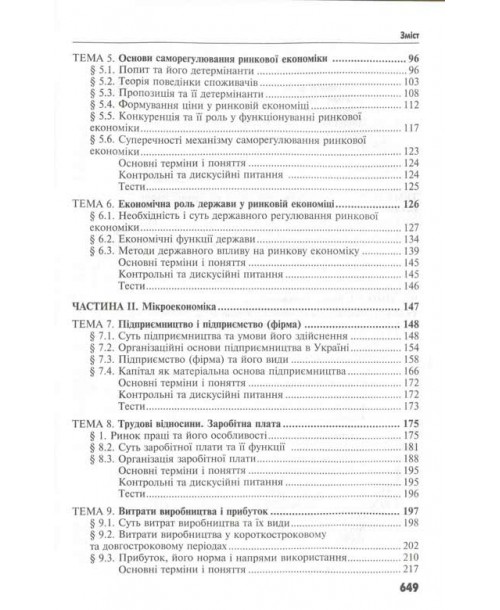 Зміст
ТЕМА 5. Основи саморегулювання ринкової економіки ..... 96
§ 5.1. Попит та його детермінанти ..... 96
§ 5.2. Теорія поведінки споживачів ..... 103
§ 5.3. Пропозиція та її детермінанти ..... 108
§ 5.4. Формування ціни у ринковій економіці ..... 112
§ 5.5. Конкуренція та її роль у функціонуванні ринкової
економіки ..... 117
§ 5.6. Суперечності механізму саморегулювання ринкової
економіки ..... 123
Основні терміни і поняття ..... 124
Контрольні та дискусійні питання ..... 124
Тести ..... 125
ТЕМА 6. Економічна роль держави у ринковій економіці ..... 126
§ 6.1. Необхідність і суть державного регулювання ринкової
економіки ..... 127
§ 6.2. Економічні функції держави ..... 134
§ 6.3. Методи державного впливу на ринкову економіку ..... 139
Основні терміни і поняття ..... 145
Контрольні та дискусійні питання ..... 145
Тести ..... 146
ЧАСТИНА II. Мікроекономіка ..... 147
ТЕМА 7. Підприємництво і підприємство (фірма) ..... 148
§ 7.1. Суть підприємництва та умови його здійснення ..... 148
§ 7.2. Організаційні основи підприємництва в Україні ..... 154
§ 7.3. Підприємство (фірма) та його види ..... 158
§ 7.4. Капітал як матеріальна основа підприємництва ..... 166
Основні терміни і поняття ..... 172
Контрольні та дискусійні питання ..... 172
Тести ..... 173
ТЕМА 8. Трудові відносини. Заробітна плата ..... 175
§ 1. Ринок праці та його особливості ..... 175
§ 8.2. Суть заробітної плати та її функції ..... 181
§ 8.3. Організація заробітної плати ..... 188
Основні терміни і поняття ..... 195
Контрольні та дискусійні питання ..... 195
Тести ..... 196
ТЕМА 9. Витрати виробництва і прибуток ..... 197
§ 9.1. Суть витрат виробництва та їх види ..... 198
§ 9.2. Витрати виробництва у короткостроковому
та довгостроковому періодах ..... 202
§ 9.3. Прибуток, його норма і напрями використання ..... 210
Основні терміни і поняття ..... 217
649